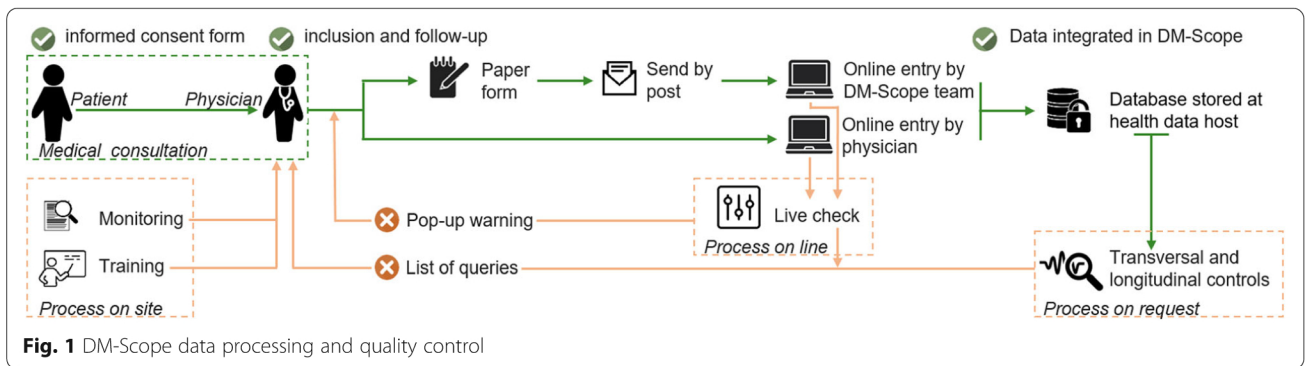 informed consent form
inclusion and follow-up
Data integrated in DM-Scope
Patient
Physician
Medical consultation
Paper
form
Send by
post
Online entry by
DM-Scope team
Online entry by
physician
Database stored at
health data host
Monitoring
Training
Process on site
Pop-up warning
List of queries
Live check
Process on line
Transversal and
longitudinal controls
Process on request
Fig. 1 DM-Scope data processing and quality control